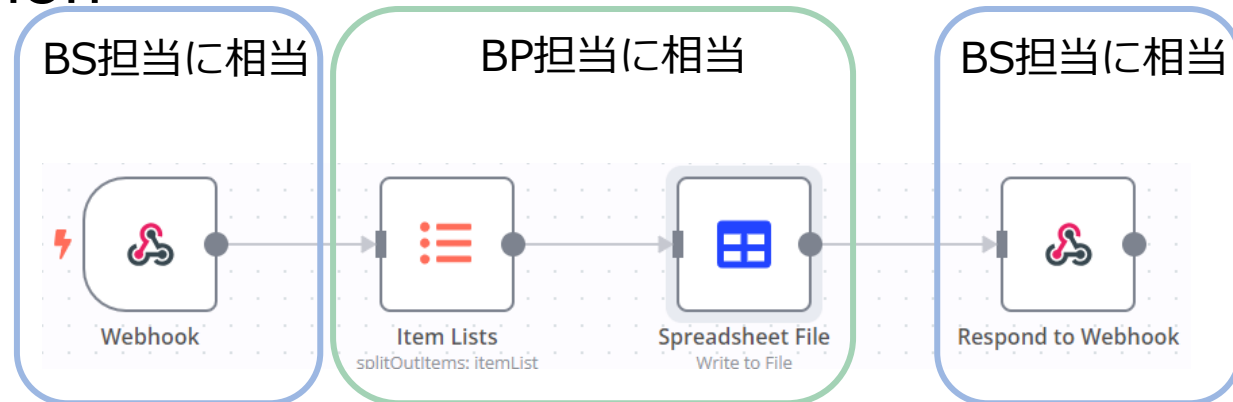 BS担当に相当
BP担当に相当
BS担当に相当
Webhook
Item Lists
splitOutItems: itemList
Spreadsheet File
Write to File
Respond to Webhook